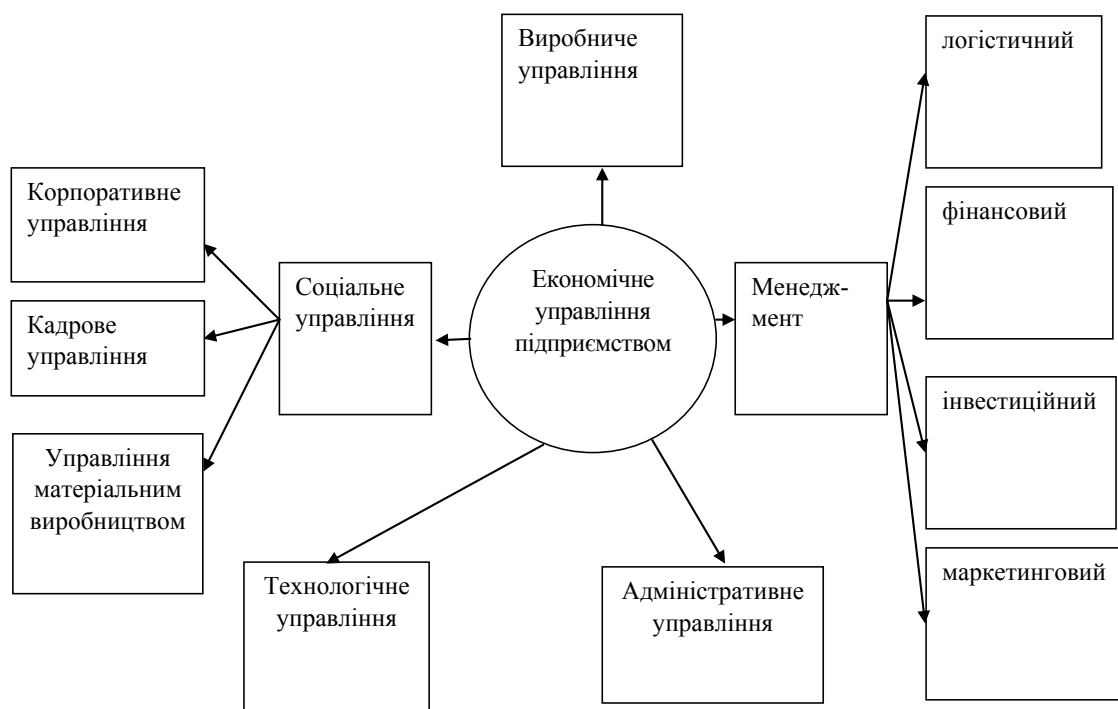 Виробниче
управління
логістичний
Корпоративне
управління
фінансовий
Соціальне
управління
Економічне
управління
підприємством
Менедж-
мент
Кадрове
управління
інвестиційний
Управління
матеріальним
виробництвом
Технологічне
управління
Адміністративне
управління
маркетинговий